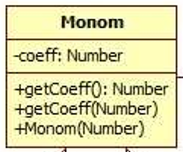 Monom
-coeff: Number
+getCoeff(): Number
+getCoeff(Number)
+Monom(Number)